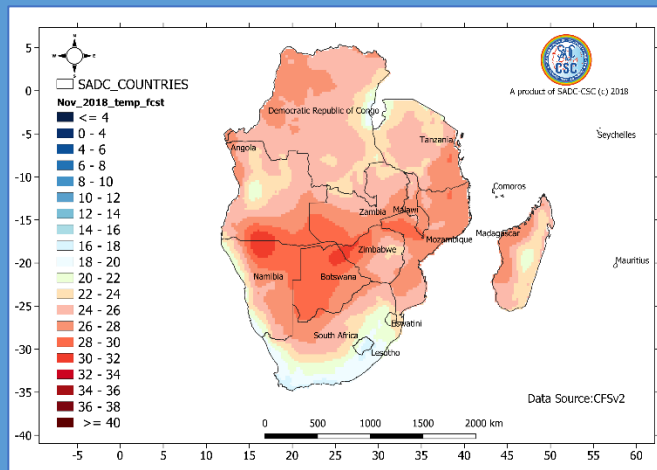 N
W E
S
SADC_COUNTRIES
Nov_2018_temp_fcst
<= 4
0 - 4
4 - 6
6 - 8
8 - 10
10 - 12
12 - 14
14 - 16
16 - 18
18 - 20
20 - 22
22 - 24
24 - 26
26 - 28
28 - 30
30 - 32
32 - 34
34 - 36
36 - 38
>= 40
CSC
A product of SADC-CSC (c) 2018
Democratic Republic of Congo
Tanzania
Seychelles
Angola
Comoros
Zambia
Malawi
Mozambique
Madagascar
Zimbabwe
Mauritius
Namibia
Botswana
South Africa
Eswatini
Lesotho
Data Source:CFSv2
0 500 1000 1500 2000 km
5
0
-5
-10
-15
-20
-25
-30
-35
-40
-5 0 5 10 15 20 25 30 35 40 45 50 55 60